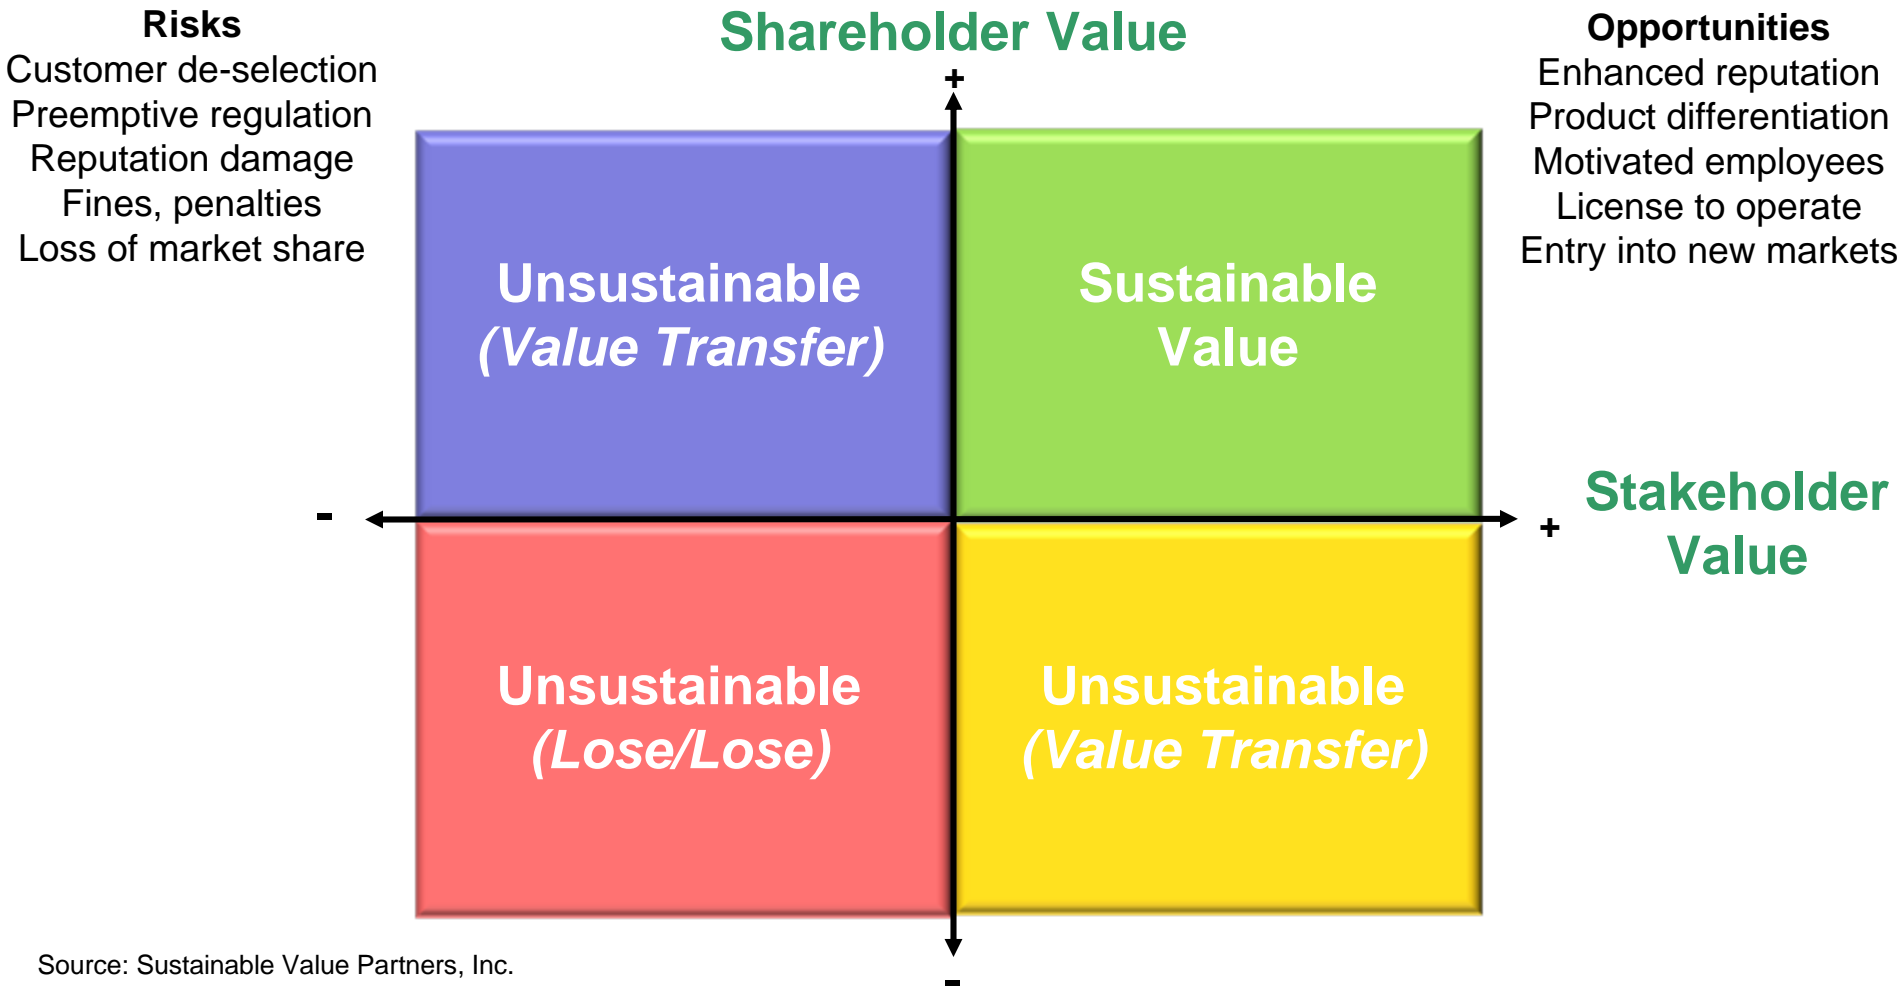 Risks
Customer de-selection
Preemptive regulation
Reputation damage
Fines, penalties
Loss of market share
Shareholder Value
+
Opportunities
Enhanced reputation
Product differentiation
Motivated employees
License to operate
Entry into new markets
Unsustainable
(Value Transfer)
Sustainable
Value
-
+
Stakeholder
Value
Unsustainable
(Lose/Lose)
Unsustainable
(Value Transfer)
Source: Sustainable Value Partners, Inc.
-